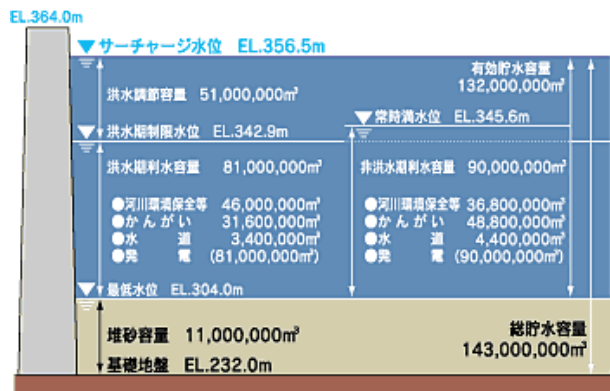 EL.364.0m
▼サーチャージ水位 EL.356.5m
有効貯水容量
132,000,000m³
洪水調節容量 51,000,000m³
▼常時満水位 EL.345.6m
▼洪水期制限水位 EL.342.9m
洪水期利水容量 81,000,000m³
●河川環境保全等 46,000,000m³
●かんがい 31,600,000m³
●水道 3,400,000m³
●発電 (81,000,000m³)
非洪水期利水容量 90,000,000m³
●河川環境保全等 36,800,000m³
●かんがい 48,800,000m³
●水道 4,400,000m³
●発電 (90,000,000m³)
▼最低水位 EL.304.0m
堆砂容量 11,000,000m³
総貯水容量
143,000,000m³
基礎地盤 EL.232.0m